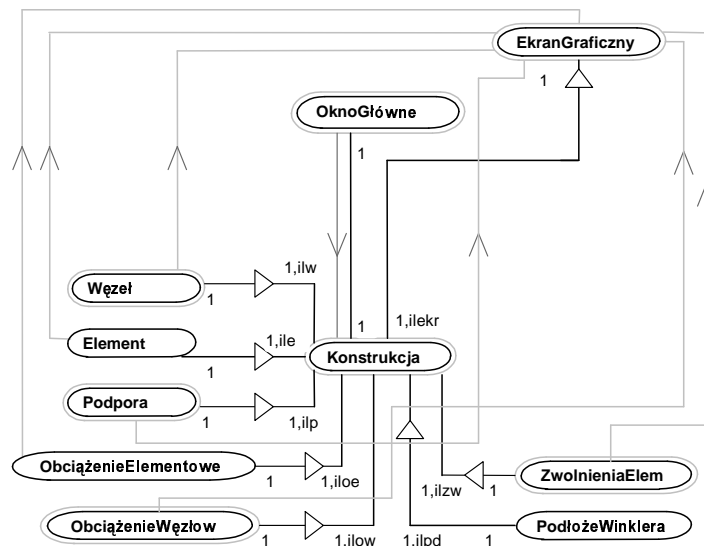 EkranGraficzny
1
OknoGłówne
1
1,ilw
Węzeł
1
1
1,ilekr
1,ile
Element
Konstrukcja
1
Podpora
1
1,ilp
ObciążenieElementowe
1
1,iloe
1,ilzw
1
ZwolnieniaElem
ObciążenieWęzłow
1
1,ilow
1,ilpd
1
PodłożeWinklera